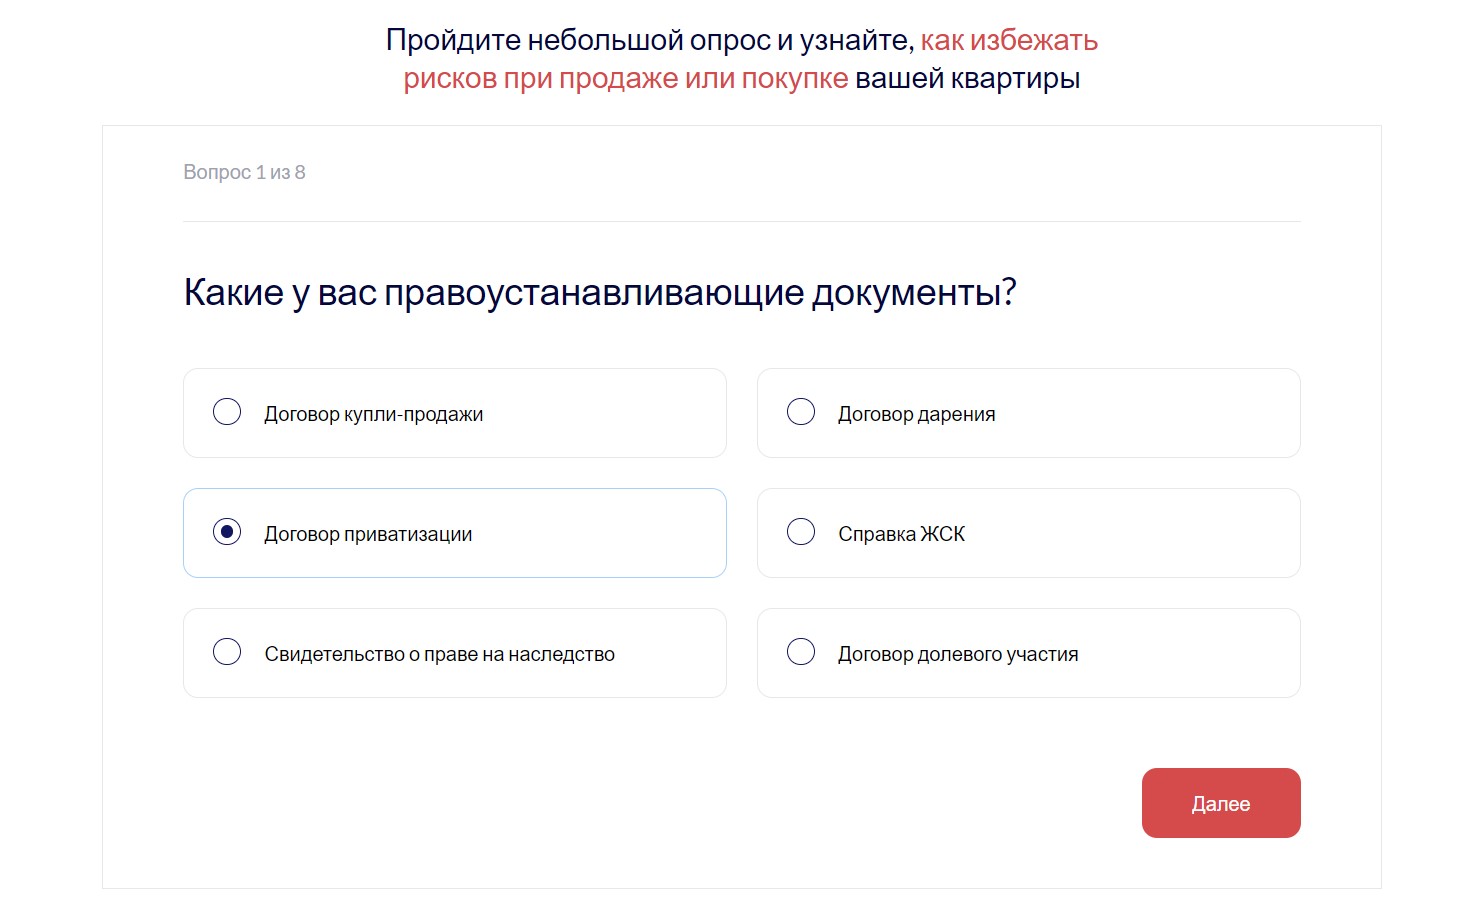 Пройдите небольшой опрос и узнайте, как избежать
рисков при продаже или покупке вашей квартиры
Вопрос 1 из 8
Какие у вас правоустанавливающие документы?
Договор купли-продажи
Договор дарения
Договор приватизации
Справка ЖСК
Свидетельство о праве на наследство
Договор долевого участия
Далее